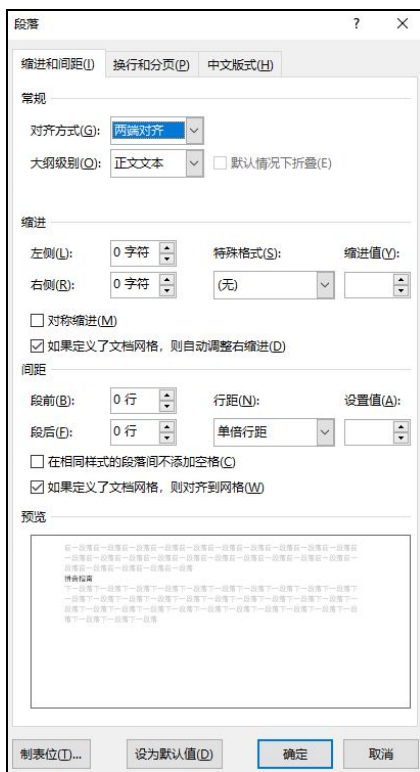 段落 ? ×
缩进和间距(I) 换行和分页(P) 中文版式(H)
常规
对齐方式(G): 两端对齐
大纲级别(O): 正文文本 默认情况下折叠(E)
缩进
左侧(L): 0 字符 特殊格式(S): 缩进值(Y):
右侧(R): 0 字符 (无)
对称缩进(M)
如果定义了文档网格，则自动调整右缩进(D)
间距
段前(B): 0 行 行距(N): 设置值(A):
段后(F): 0 行 单倍行距
在相同样式的段落间不添加空格(C)
如果定义了文档网格，则对齐到网格(W)
预览
制表位(T)... 设为默认值(D) 确定 取消